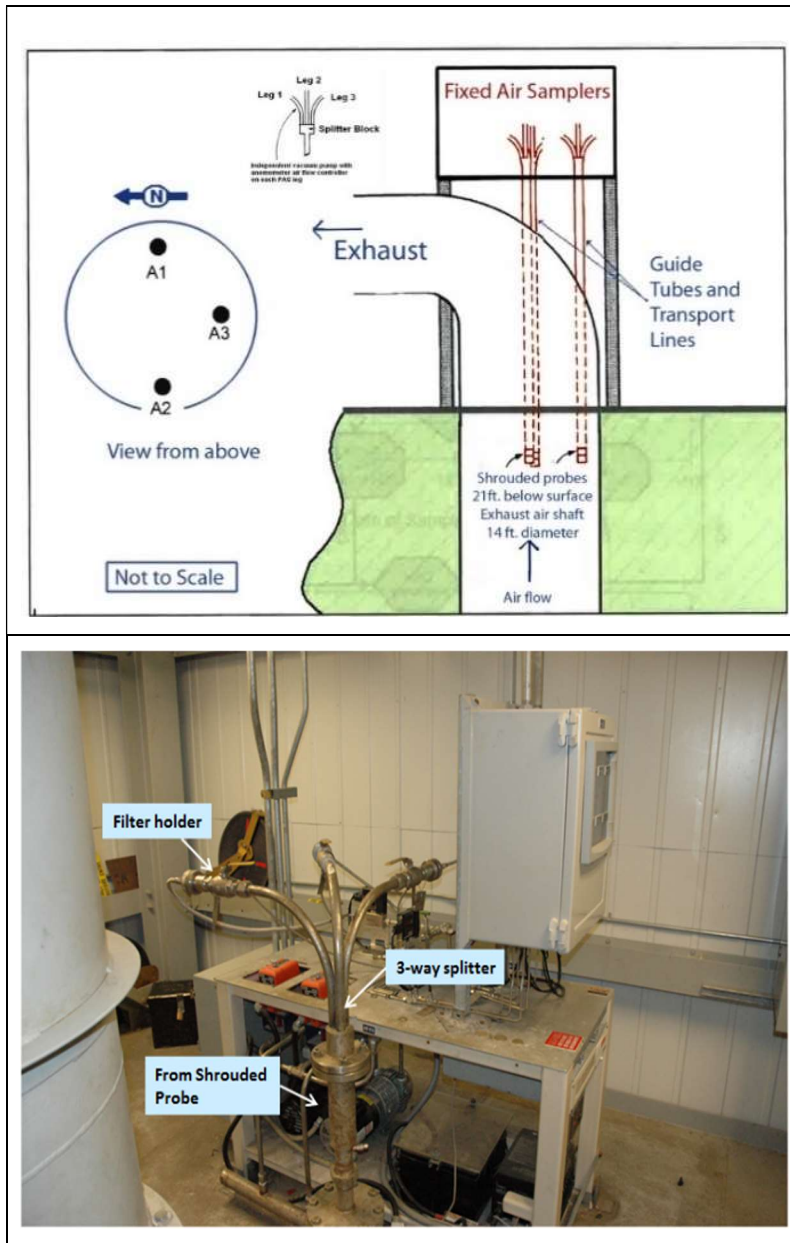 Leg 2
Leg 1
Leg 3
Splitter Block
Independent vacuum pump with
anemometer air flow controller
on each FAS leg
Fixed Air Samplers
N
A1
A3
A2
View from above
Exhaust
Guide
Tubes and
Transport
Lines
Shrouded probes
21ft. below surface
Exhaust air shaft
14 ft. diameter
Air flow
Not to Scale
Filter holder
3-way splitter
From Shrouded
Probe